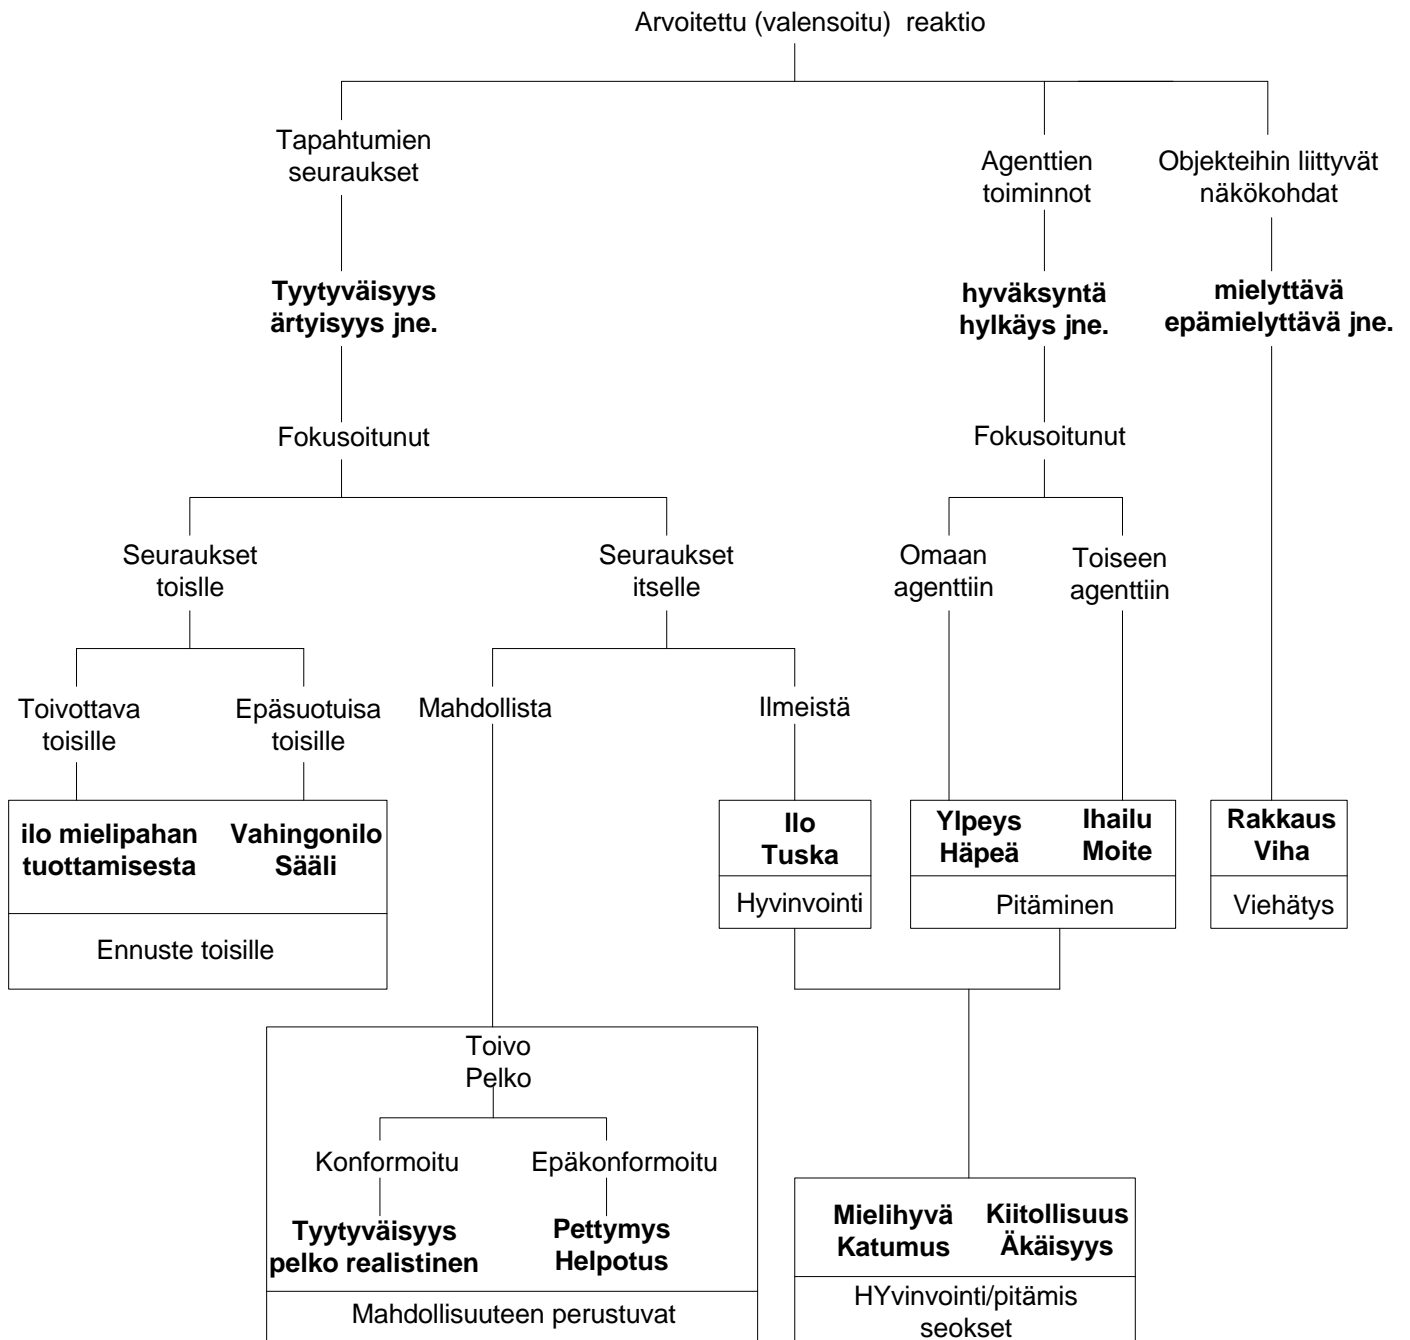 Arvoitettu (valensoitu)  reaktio
Tapahtumien
seuraukset
Agenttien
toiminnot
Objekteihin liittyvät
näkökohdat
Tyytyväisyys
ärtyisyys jne.
hyväksyntä
hylkäys jne.
mielyttävä
epämielyttävä jne.
Fokusoitunut
Fokusoitunut
Seuraukset
toislle
Seuraukset
itselle
Omaan
agenttiin
Toiseen
agenttiin
Toivottava
toisille
Epäsuotuisa
toisille
Mahdollista
Ilmeistä
ilo mielipahan
tuottamisesta
Vahingonilo
Sääli
Ennuste toisille
Ilo
Tuska
Hyvinvointi
Ylpeys
Häpeä
Ihailu
Moite
Pitäminen
Rakkaus
Viha
Viehätys
Toivo
Pelko
Konformoitu
Epäkonformoitu
Tyytyväisyys
pelko realistinen
Pettymys
Helpotus
Mahdollisuuteen perustuvat
Mielihyvä
Katumus
Kiitollisuus
Äkäisyys
HYvinvointi/pitämis
seokset